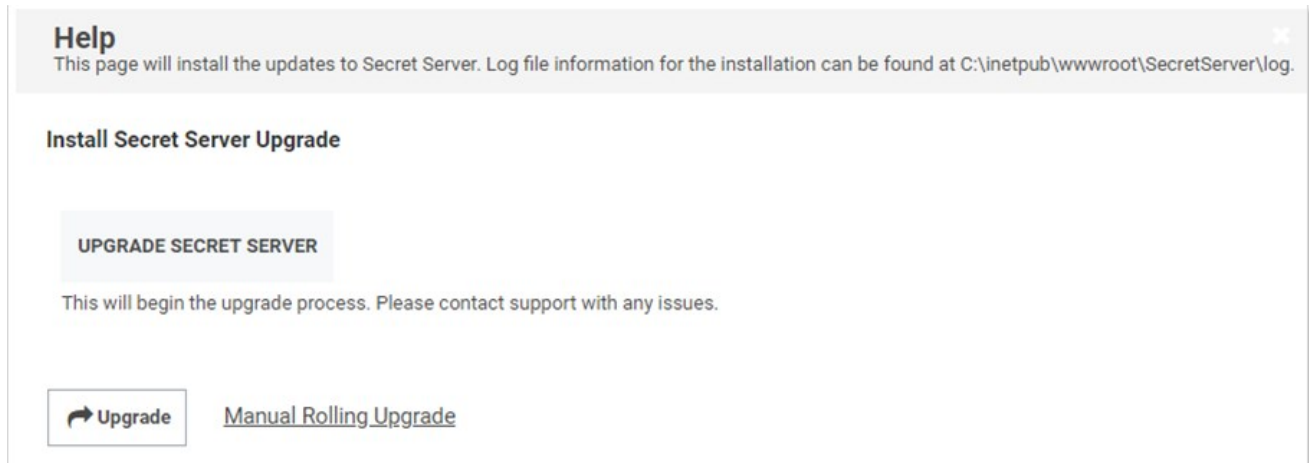 Help
This page will install the updates to Secret Server. Log file information for the installation can be found at C:\inetpub\wwwroot\SecretServer\log.
Install Secret Server Upgrade
UPGRADE SECRET SERVER
This will begin the upgrade process. Please contact support with any issues.
Upgrade Manual Rolling Upgrade